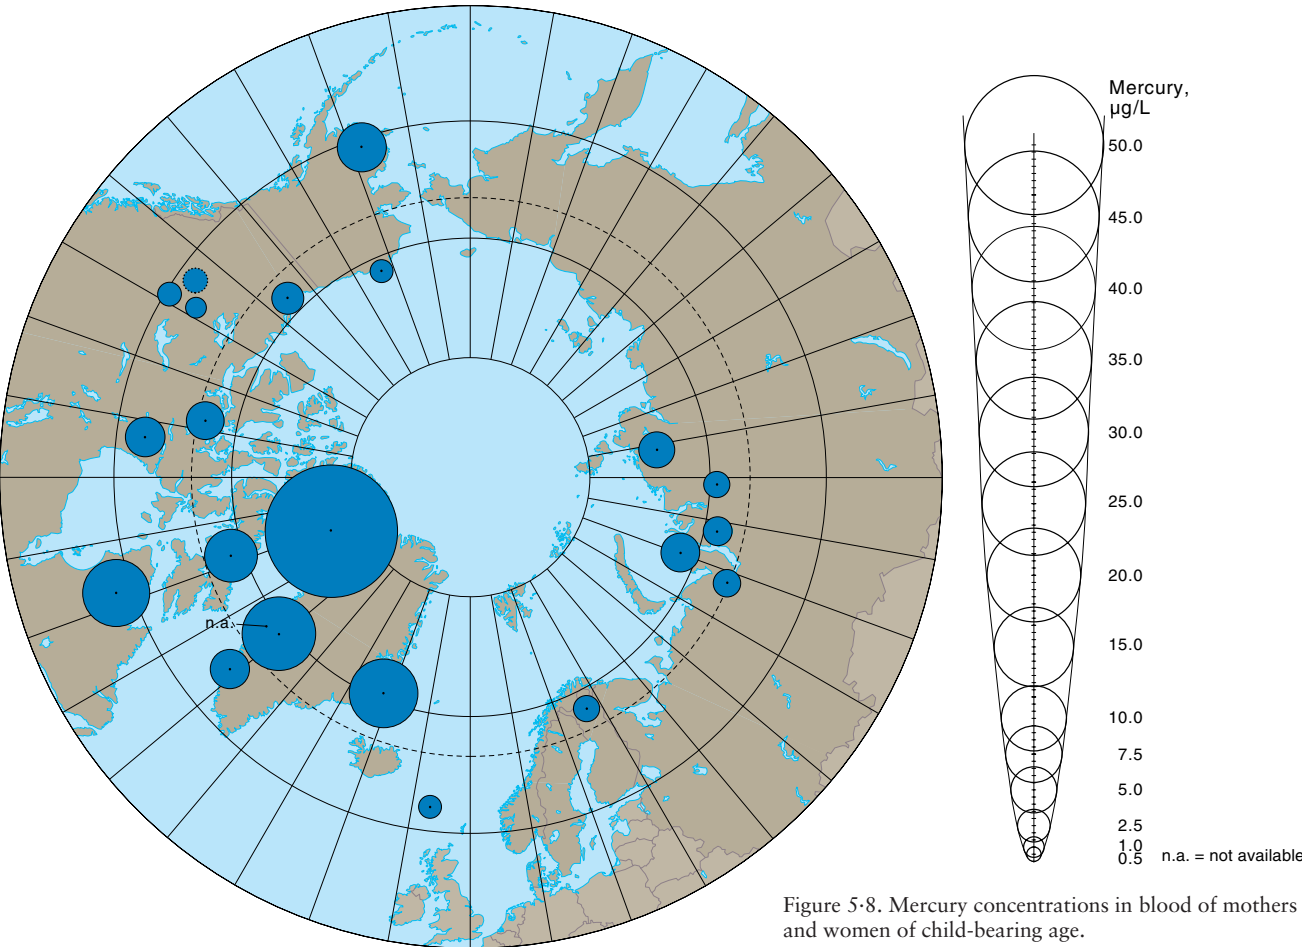 Mercury,
µg/L
50.0
45.0
40.0
35.0
30.0
25.0
20.0
15.0
10.0
7.5
5.0
2.5
1.0
0.5
n.a. = not available
n.a.
Figure 5·8. Mercury concentrations in blood of mothers
and women of child-bearing age.